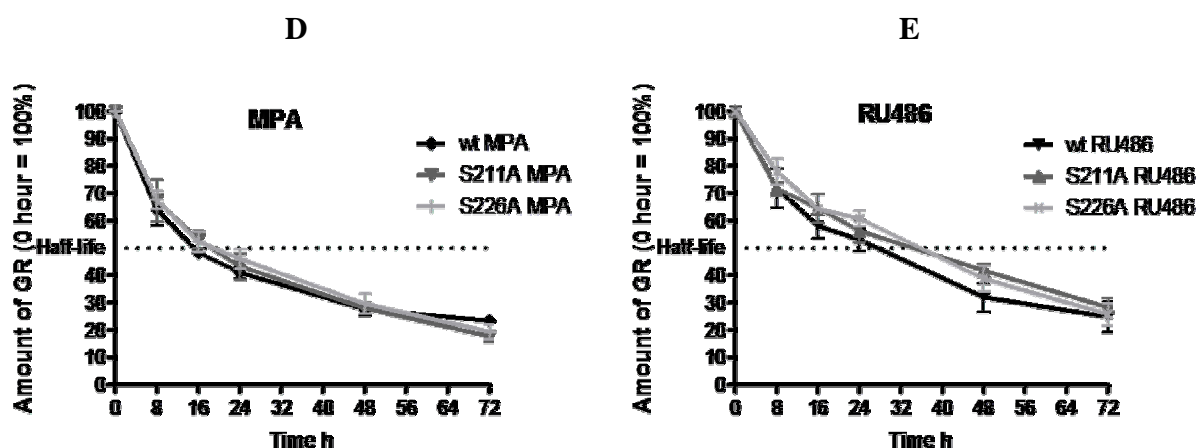 D
MPA
Amount of GR (0 hour = 100%)
100
90
80
70
60
Half-life
40
30
20
10
0
0 8 16 24 32 40 48 56 64 72
Time h
wt MPA
S211A MPA
S226A MPA
E
RU486
Amount of GR (0 hour = 100%)
100
90
80
70
60
Half-life
40
30
20
10
0
0 8 16 24 32 40 48 56 64 72
Time h
wt RU486
S211A RU486
S226A RU486